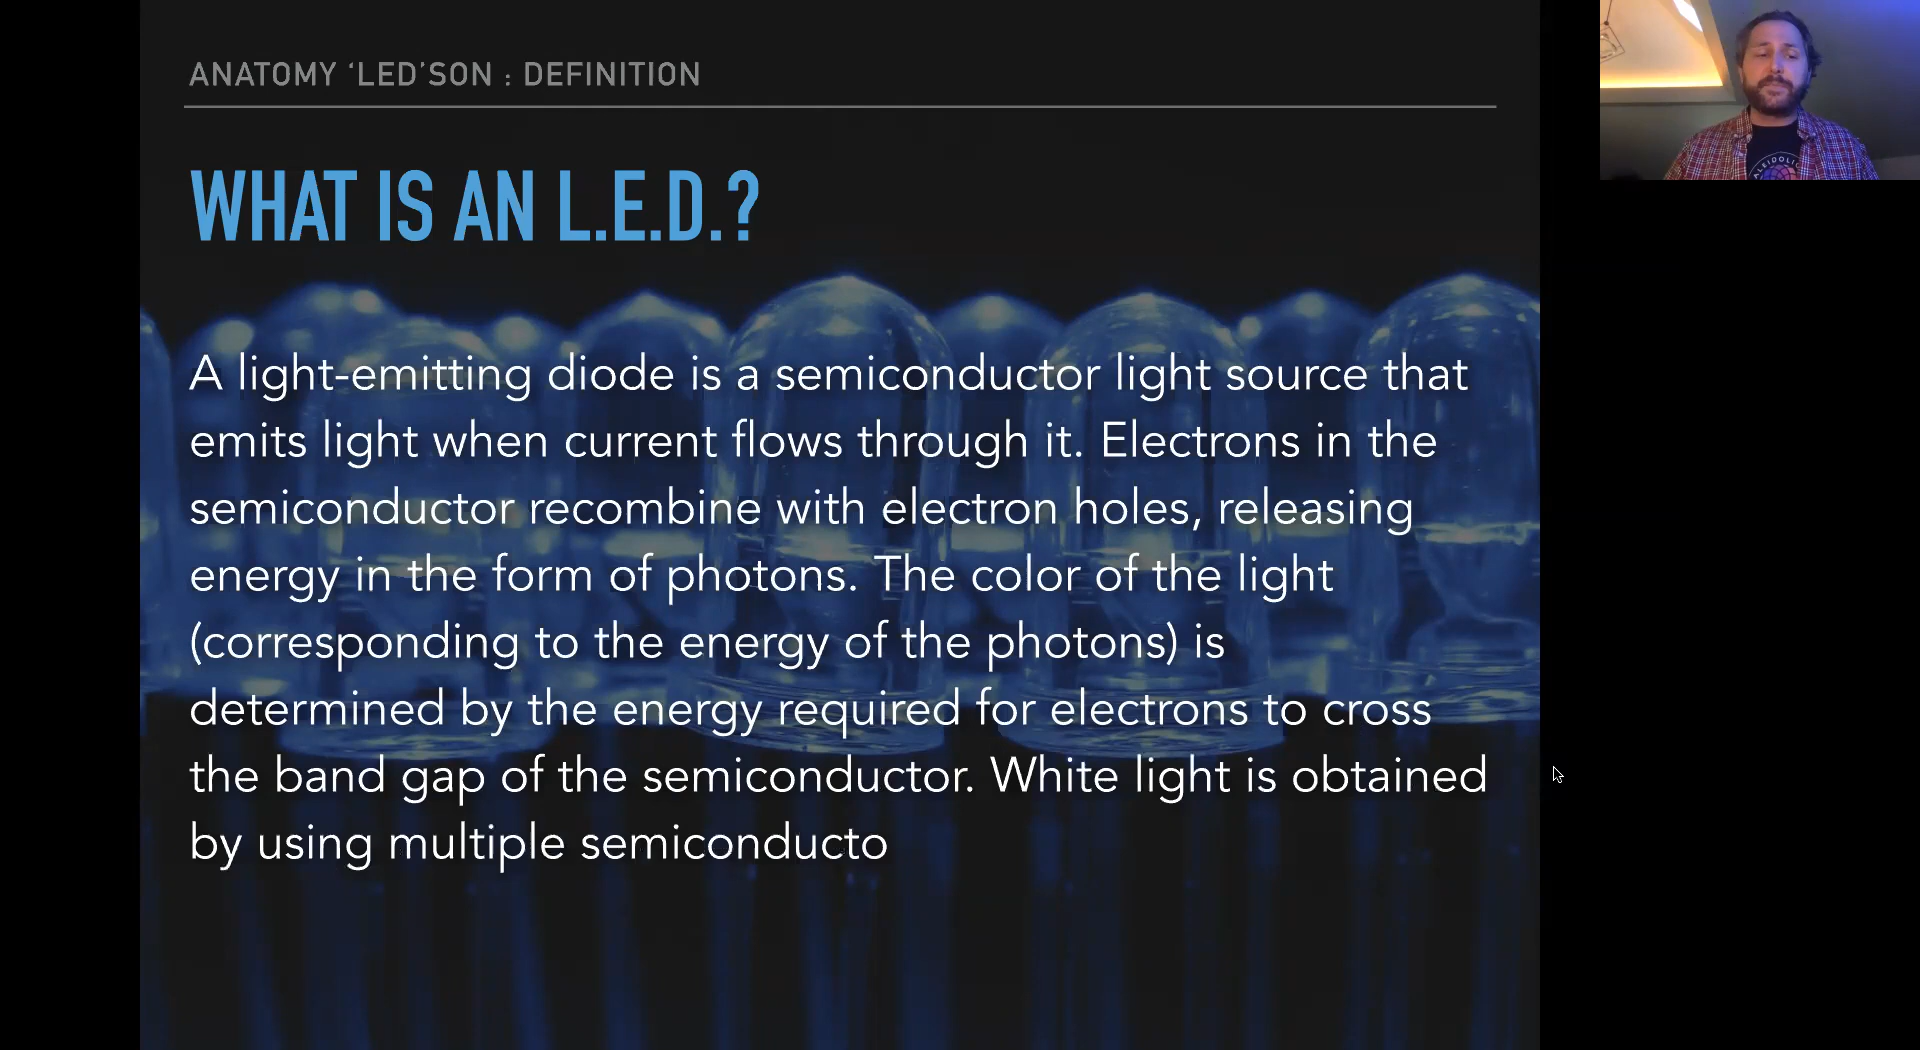 ANATOMY ‘LED’SON : DEFINITION
WHAT IS AN L.E.D.?
A light-emitting diode is a semiconductor light source that
emits light when current flows through it. Electrons in the
semiconductor recombine with electron holes, releasing
energy in the form of photons. The color of the light
(corresponding to the energy of the photons) is
determined by the energy required for electrons to cross
the band gap of the semiconductor. White light is obtained
by using multiple semiconducto